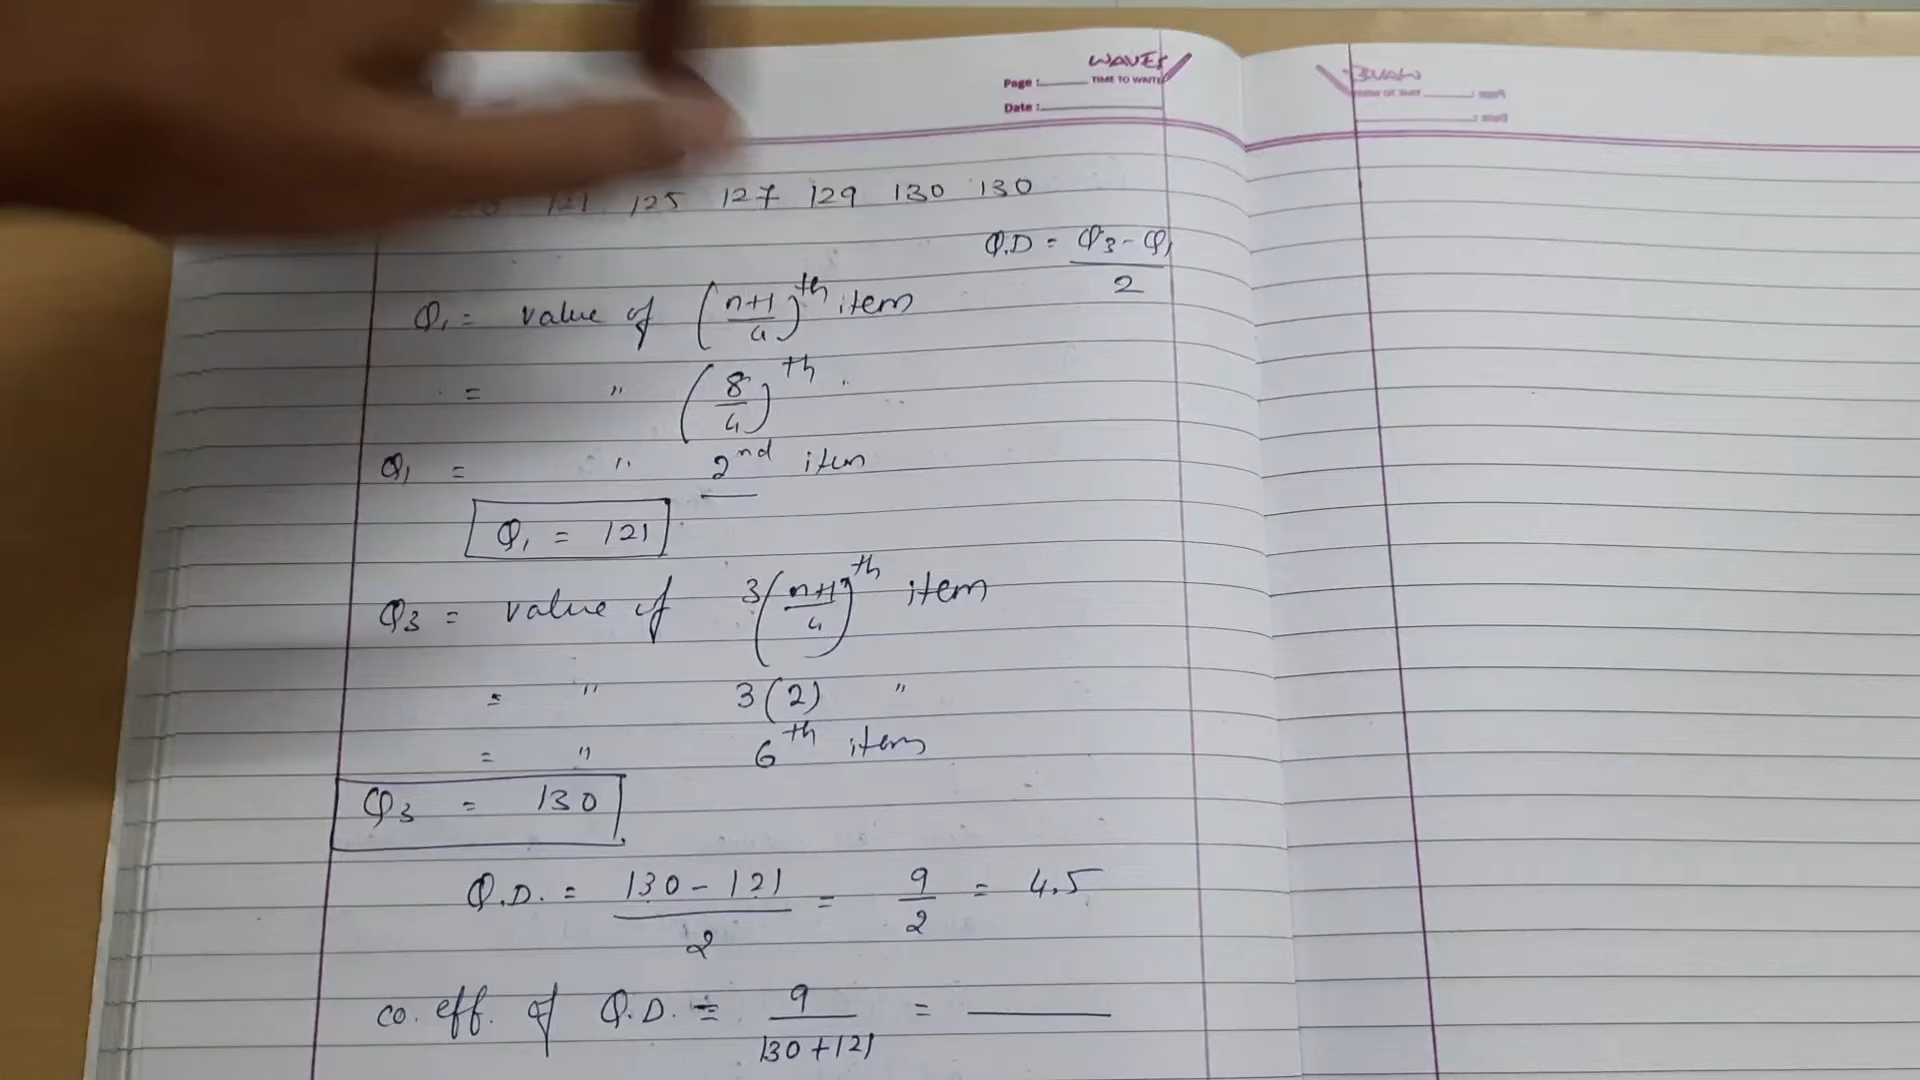 WAVES
Page : TIME TO WRITE
Date :
121 125 127 129 130 130
Q.D = Q3 - Q1 / 2
Q1 = value of (n+1 / 4)th item
= " (8 / 4)th "
Q1 = " 2nd item
Q1 = 121
Q3 = value of 3(n+1 / 4)th item
= " 3(2) "
= " 6th item
Q3 = 130
Q.D. = 130 - 121 / 2 = 9 / 2 = 4.5
co. eff. of Q.D. = 9 / 130 + 121 =